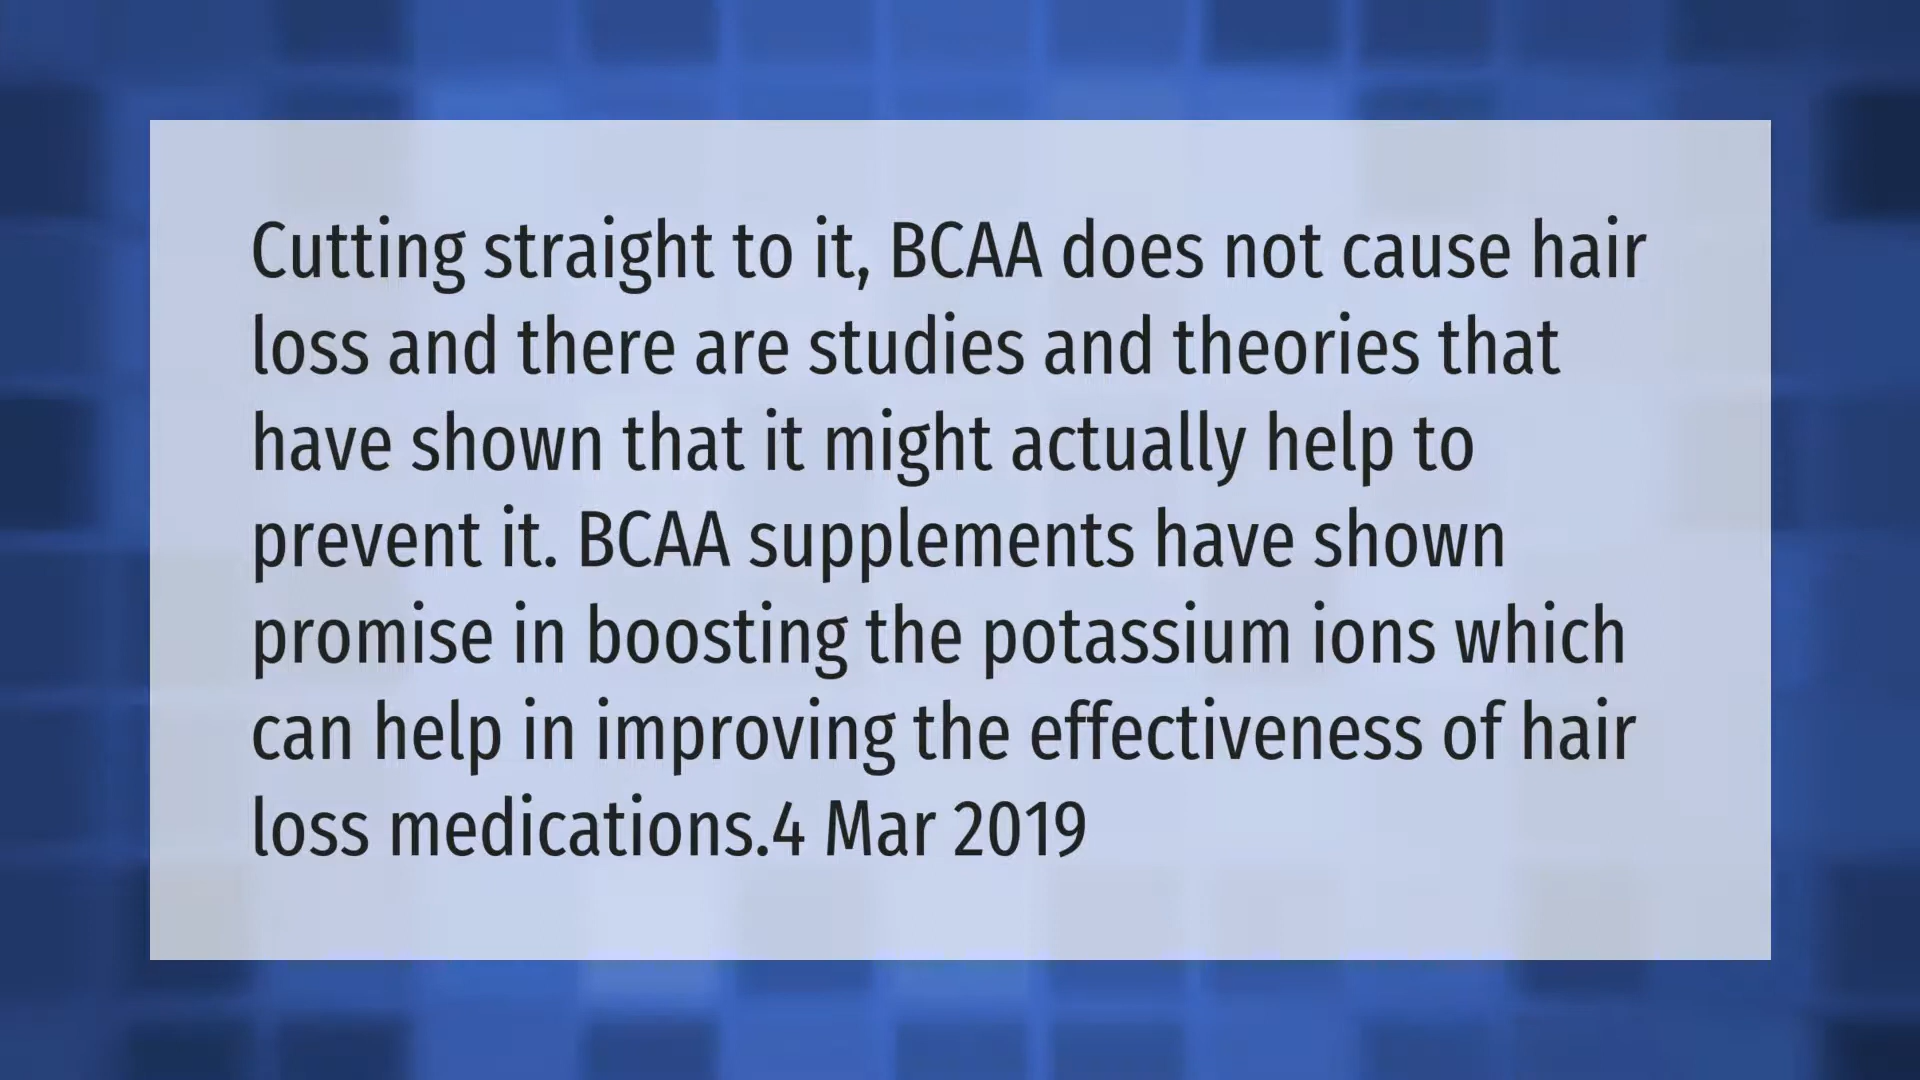 Cutting straight to it, BCAA does not cause hair
loss and there are studies and theories that
have shown that it might actually help to
prevent it. BCAA supplements have shown
promise in boosting the potassium ions which
can help in improving the effectiveness of hair
loss medications.4 Mar 2019